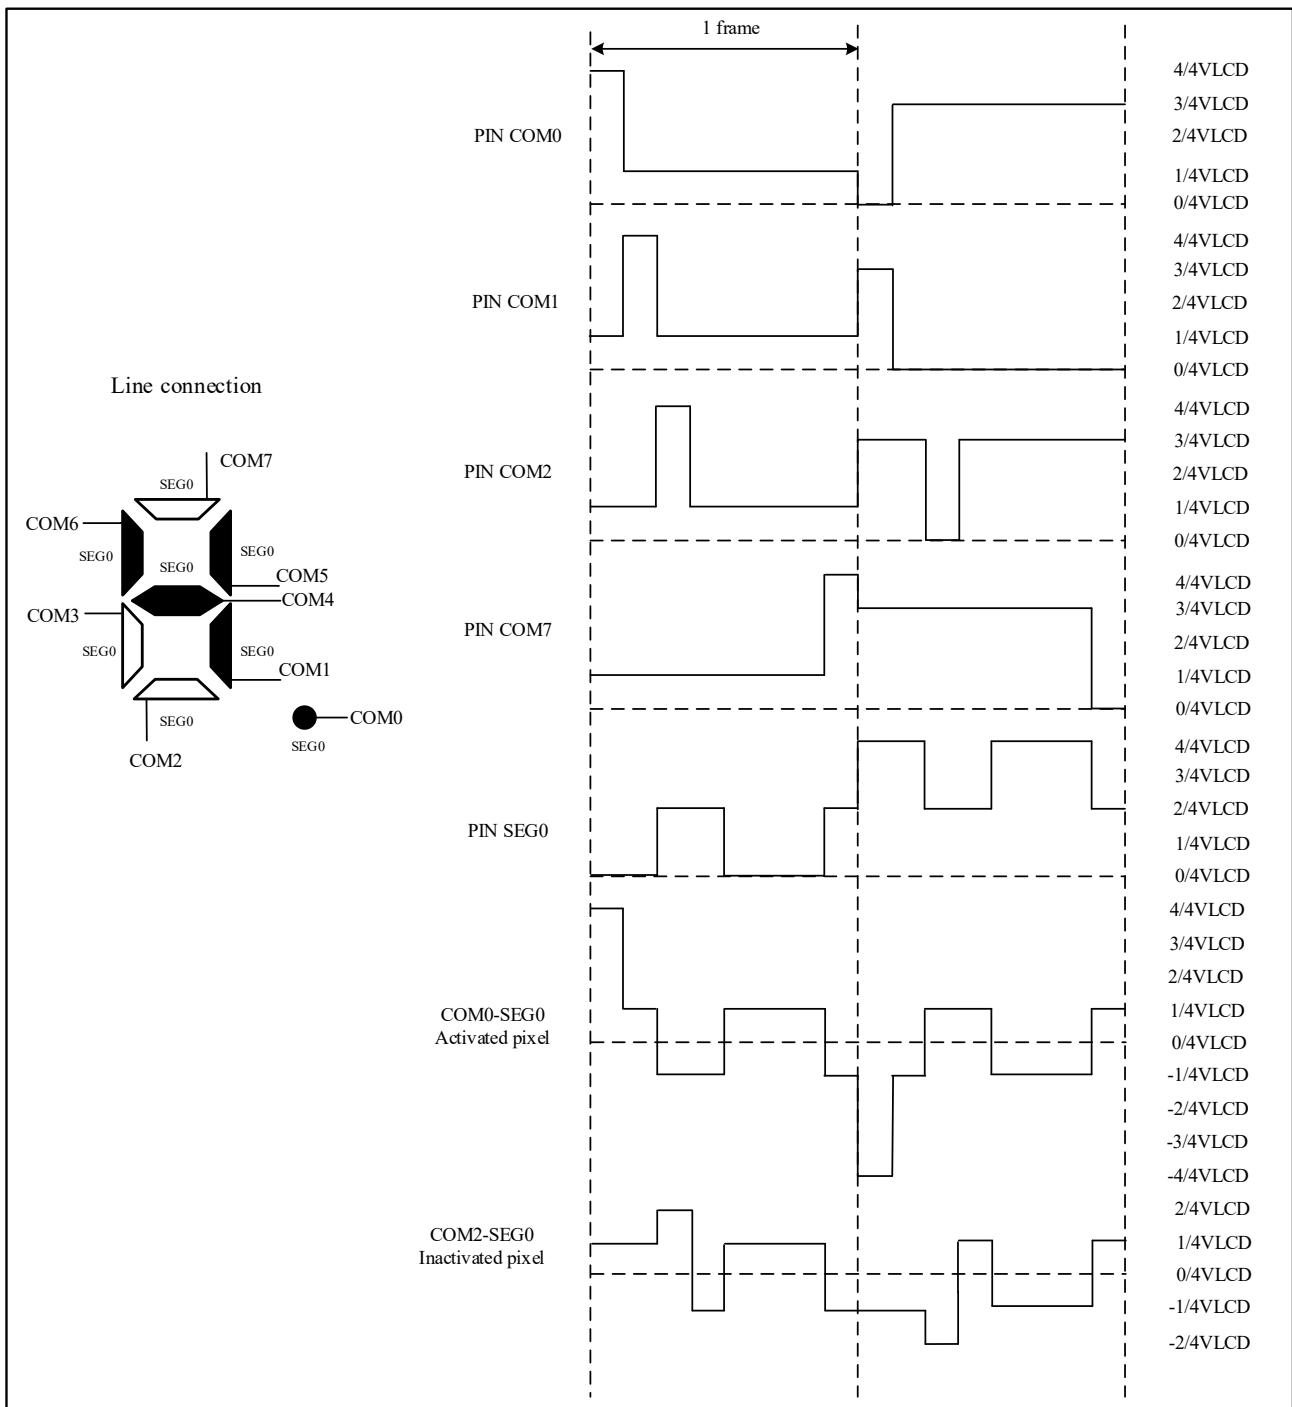 1 frame
PIN COM0
4/4VLCD
3/4VLCD
2/4VLCD
1/4VLCD
0/4VLCD
PIN COM1
4/4VLCD
3/4VLCD
2/4VLCD
1/4VLCD
0/4VLCD
Line connection
COM7
SEG0
COM6
SEG0
SEG0
SEG0
COM5
COM4
COM3
SEG0
SEG0
COM1
SEG0
COM2
COM0
SEG0
PIN COM2
4/4VLCD
3/4VLCD
2/4VLCD
1/4VLCD
0/4VLCD
PIN COM7
4/4VLCD
3/4VLCD
2/4VLCD
1/4VLCD
0/4VLCD
PIN SEG0
4/4VLCD
3/4VLCD
2/4VLCD
1/4VLCD
0/4VLCD
COM0-SEG0
Activated pixel
4/4VLCD
3/4VLCD
2/4VLCD
1/4VLCD
0/4VLCD
-1/4VLCD
-2/4VLCD
-3/4VLCD
-4/4VLCD
COM2-SEG0
Inactivated pixel
2/4VLCD
1/4VLCD
0/4VLCD
-1/4VLCD
-2/4VLCD